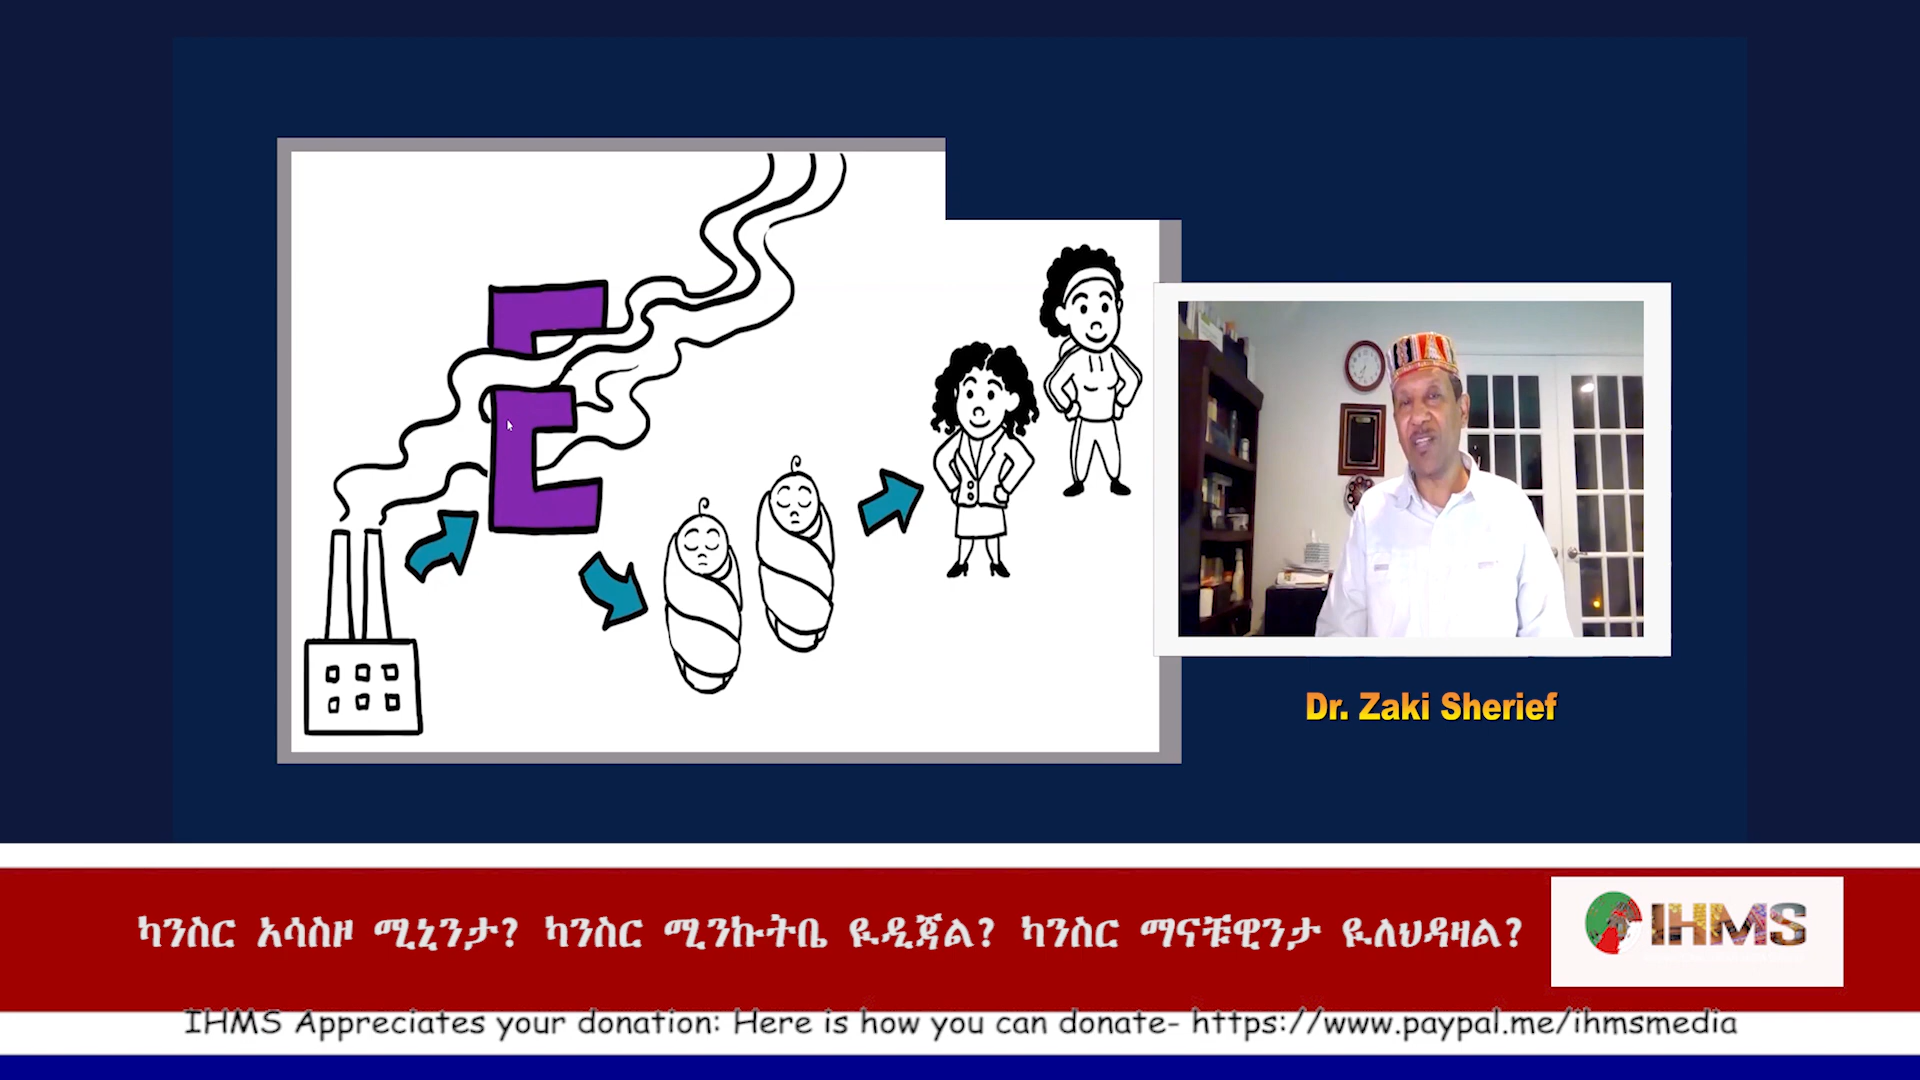 E
Dr. Zaki Sherief
ካንስር አሳስዞ ሚኒንታ? ካንስር ሚንኩትቤ ዪዲጃል? ካንስር ማናቹዊንታ ዪለህዳዛል?
IHMS
IHMS Appreciates your donation: Here is how you can donate- https://www.paypal.me/ihmsmedia